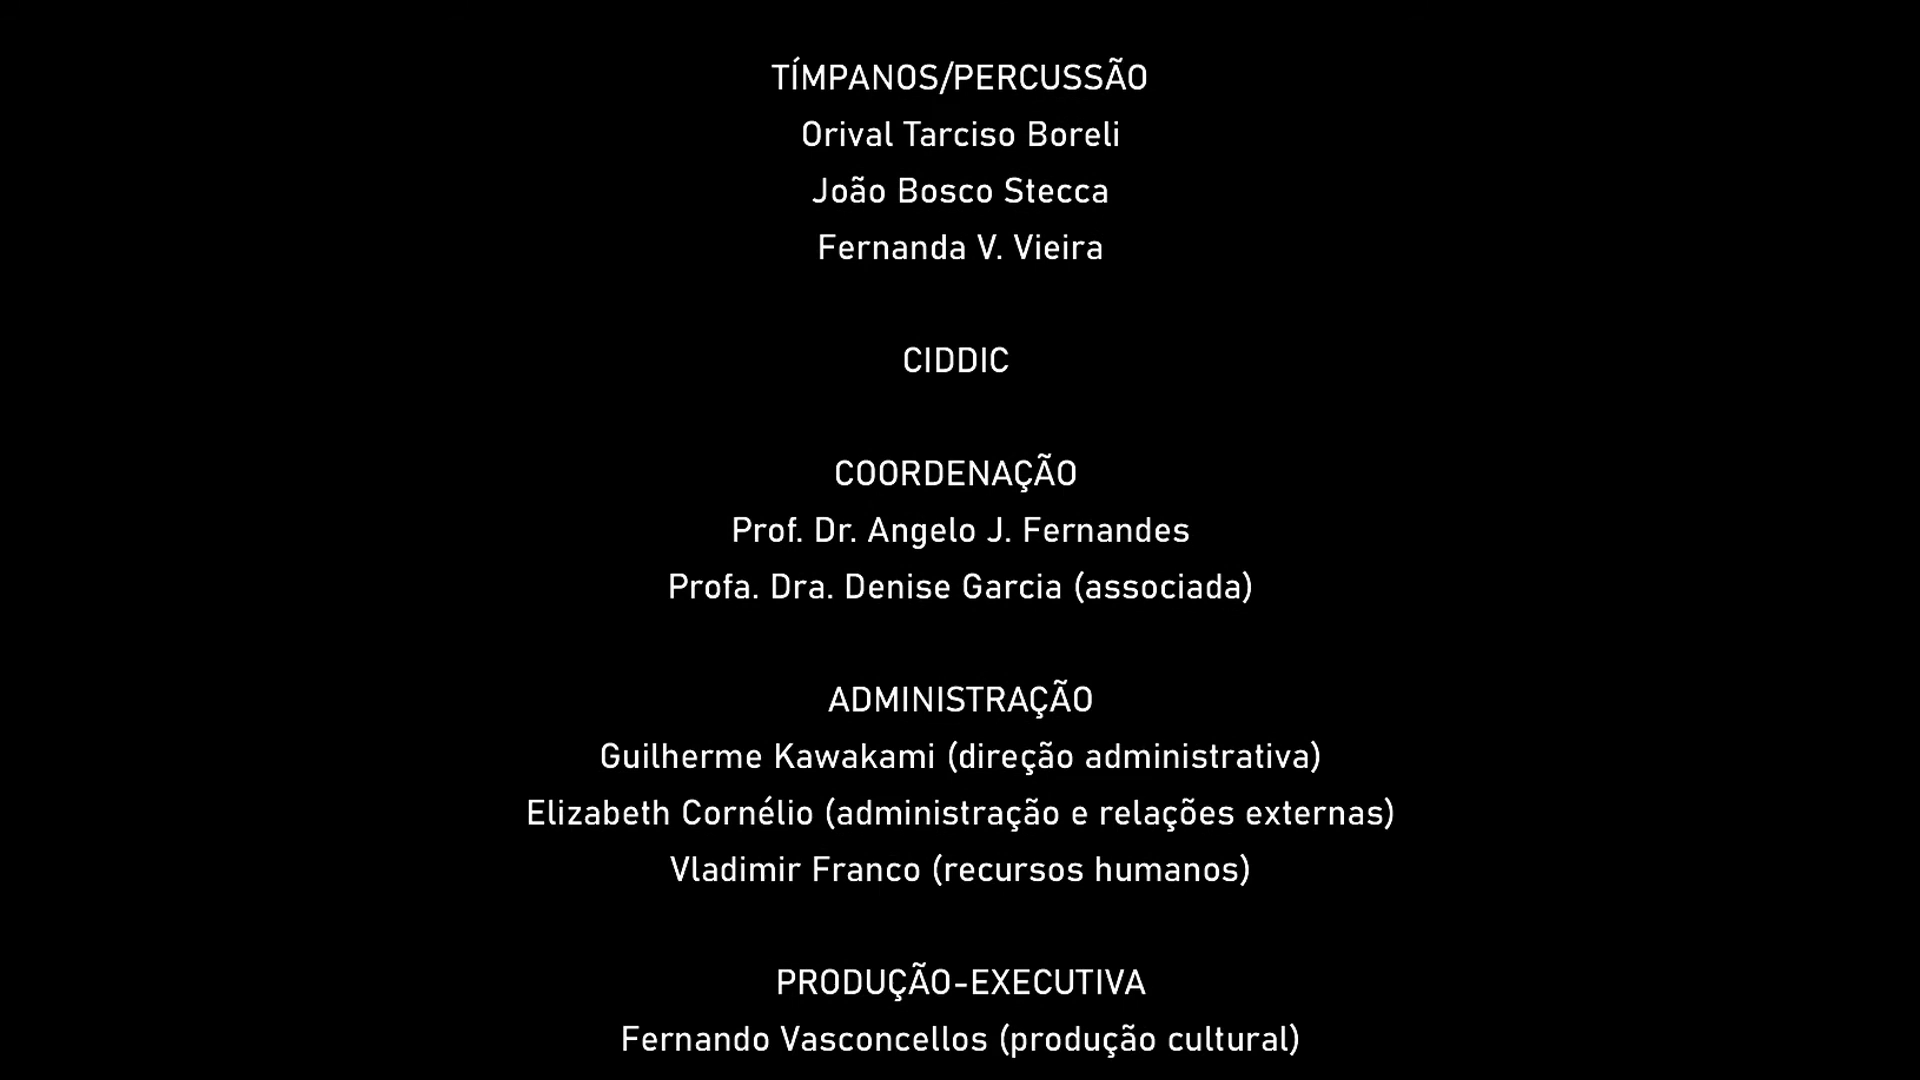 TÍMPANOS/PERCUSSÃO
Orival Tarciso Boreli
João Bosco Stecca
Fernanda V. Vieira
CIDDIC
COORDENAÇÃO
Prof. Dr. Angelo J. Fernandes
Profa. Dra. Denise Garcia (associada)
ADMINISTRAÇÃO
Guilherme Kawakami (direção administrativa)
Elizabeth Cornélio (administração e relações externas)
Vladimir Franco (recursos humanos)
PRODUÇÃO-EXECUTIVA
Fernando Vasconcellos (produção cultural)